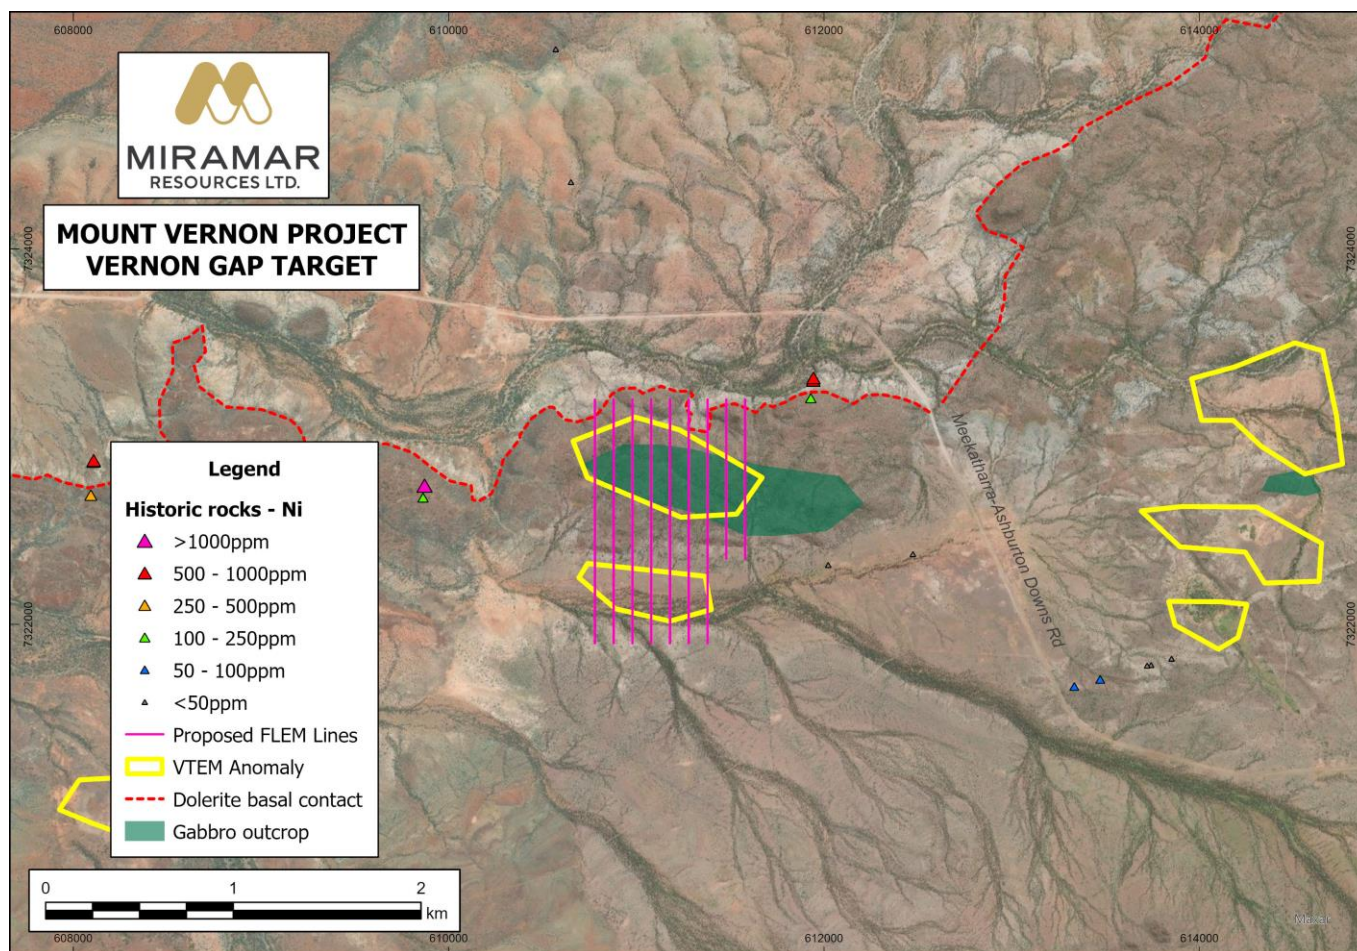 608000
610000
612000
614000
MIRAMAR
RESOURCES LTD.
MOUNT VERNON PROJECT
VERNON GAP TARGET
7324000
7324000
Meekatharra-Ashburton Downs Rd
7322000
Legend
Historic rocks - Ni
>1000ppm
500 - 1000ppm
250 - 500ppm
100 - 250ppm
50 - 100ppm
<50ppm
Proposed FLEM Lines
VTEM Anomaly
Dolerite basal contact
Gabbro outcrop
0 1 2
km
608000
610000
612000
614000